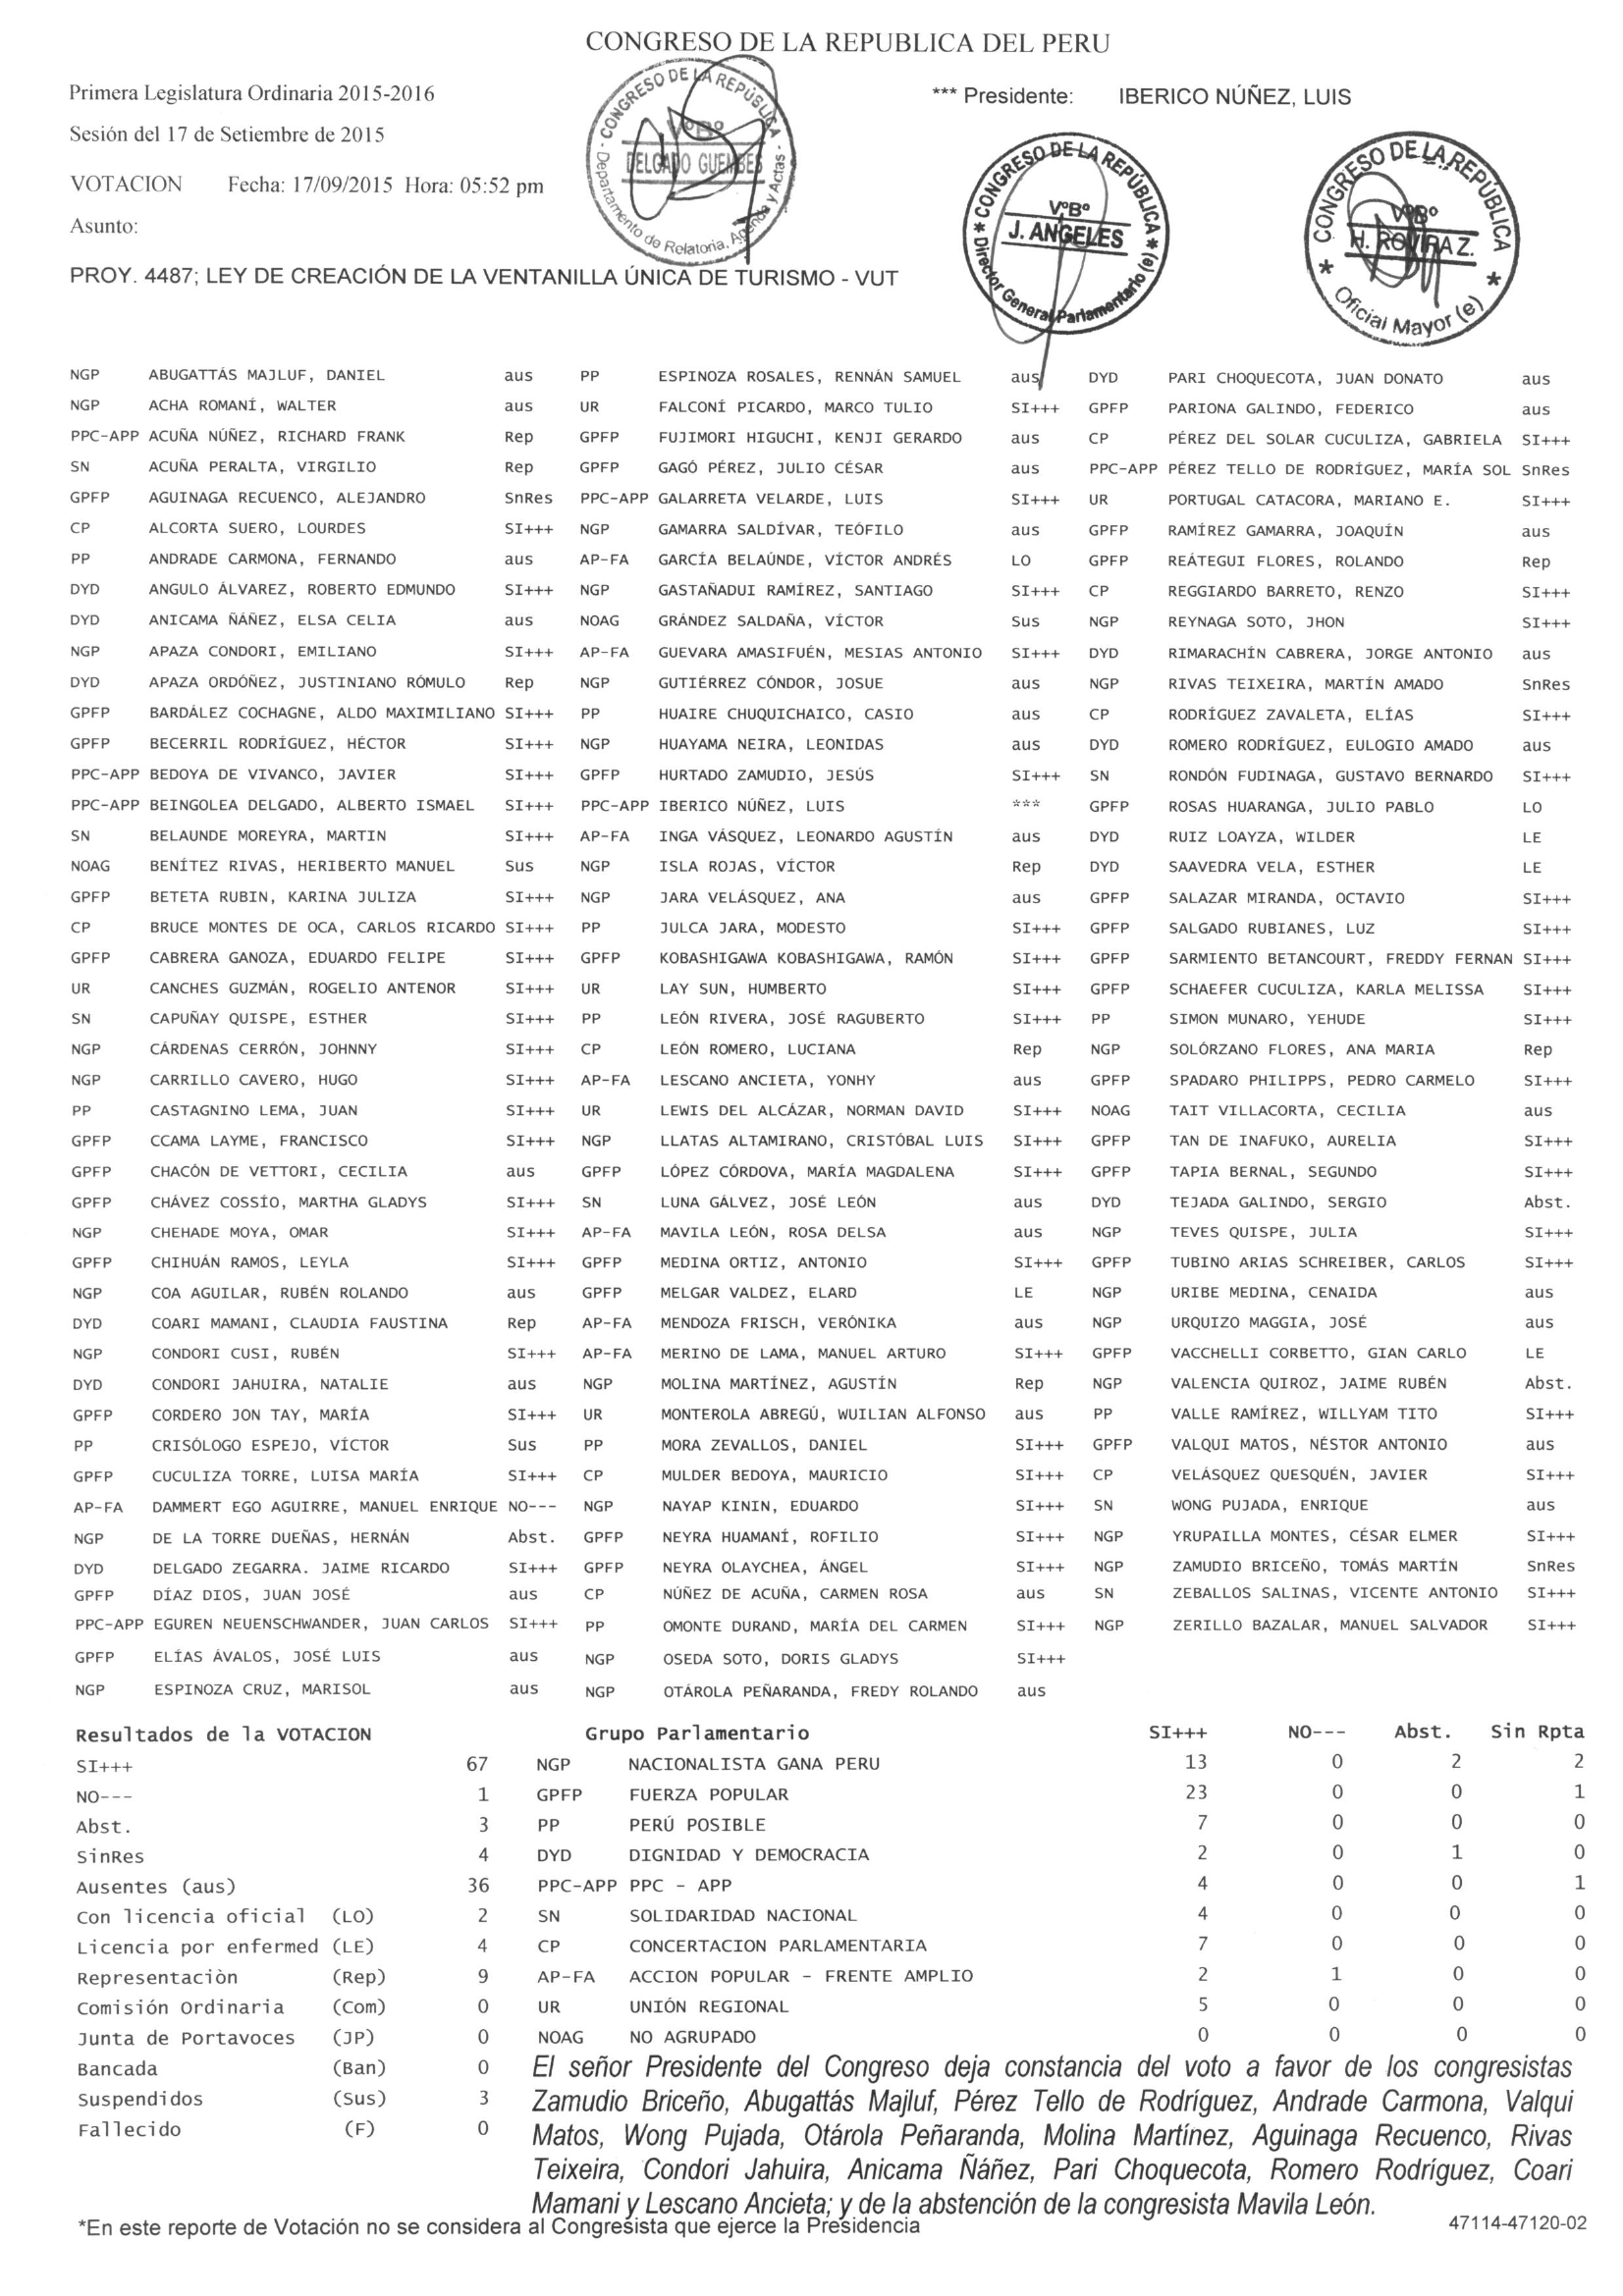 CONGRESO DE LA REPUBLICA DEL PERU
Primera Legislatura Ordinaria 2015-2016
*** Presidente: IBERICO NÚÑEZ, LUIS
Sesión del 17 de Setiembre de 2015
VOTACION Fecha: 17/09/2015 Hora: 05:52 pm
Asunto:
PROY. 4487; LEY DE CREACIÓN DE LA VENTANILLA ÚNICA DE TURISMO - VUT
CONGRESO DE LA REPÚBLICA
VºBº
DELGADO GUEMBES
Departamento de Relatoria, Agenda y Actas
CONGRESO DE LA REPÚBLICA
VºBº
J. ANGELES
Director General Parlamentario (e)
CONGRESO DE LA REPÚBLICA
VºBº
H. ROVIRA Z.
Oficial Mayor (e)
NGP ABUGATTÁS MAJLUF, DANIEL aus PP ESPINOZA ROSALES, RENNÁN SAMUEL aus DYD PARI CHOQUECOTA, JUAN DONATO aus
NGP ACHA ROMANÍ, WALTER aus UR FALCONÍ PICARDO, MARCO TULIO SI+++ GPFP PARIONA GALINDO, FEDERICO aus
PPC-APP ACUÑA NÚÑEZ, RICHARD FRANK Rep GPFP FUJIMORI HIGUCHI, KENJI GERARDO aus CP PÉREZ DEL SOLAR CUCULIZA, GABRIELA SI+++
SN ACUÑA PERALTA, VIRGILIO Rep GPFP GAGÓ PÉREZ, JULIO CÉSAR aus PPC-APP PÉREZ TELLO DE RODRÍGUEZ, MARÍA SOL SnRes
GPFP AGUINAGA RECUENCO, ALEJANDRO SnRes PPC-APP GALARRETA VELARDE, LUIS SI+++ UR PORTUGAL CATACORA, MARIANO E. SI+++
CP ALCORTA SUERO, LOURDES SI+++ NGP GAMARRA SALDÍVAR, TEÓFILO aus GPFP RAMÍREZ GAMARRA, JOAQUÍN aus
PP ANDRADE CARMONA, FERNANDO aus AP-FA GARCÍA BELAÚNDE, VÍCTOR ANDRÉS LO GPFP REÁTEGUI FLORES, ROLANDO Rep
DYD ANGULO ÁLVAREZ, ROBERTO EDMUNDO SI+++ NGP GASTAÑADUI RAMÍREZ, SANTIAGO SI+++ CP REGGIARDO BARRETO, RENZO SI+++
DYD ANICAMA ÑÁÑEZ, ELSA CELIA aus NOAG GRÁNDEZ SALDAÑA, VÍCTOR Sus NGP REYNAGA SOTO, JHON SI+++
NGP APAZA CONDORI, EMILIANO SI+++ AP-FA GUEVARA AMASIFUÉN, MESIAS ANTONIO SI+++ DYD RIMARACHÍN CABRERA, JORGE ANTONIO aus
DYD APAZA ORDÓÑEZ, JUSTINIANO RÓMULO Rep NGP GUTIÉRREZ CÓNDOR, JOSUE aus NGP RIVAS TEIXEIRA, MARTÍN AMADO SnRes
GPFP BARDÁLEZ COCHAGNE, ALDO MAXIMILIANO SI+++ PP HUAIRE CHUQUICHAICO, CASIO aus CP RODRÍGUEZ ZAVALETA, ELÍAS SI+++
GPFP BECERRIL RODRÍGUEZ, HÉCTOR SI+++ NGP HUAYAMA NEIRA, LEONIDAS aus DYD ROMERO RODRÍGUEZ, EULOGIO AMADO aus
PPC-APP BEDOYA DE VIVANCO, JAVIER SI+++ GPFP HURTADO ZAMUDIO, JESÚS SI+++ SN RONDÓN FUDINAGA, GUSTAVO BERNARDO SI+++
PPC-APP BEINGOLEA DELGADO, ALBERTO ISMAEL SI+++ PPC-APP IBERICO NÚÑEZ, LUIS *** GPFP ROSAS HUARANGA, JULIO PABLO LO
SN BELAUNDE MOREYRA, MARTIN SI+++ AP-FA INGA VÁSQUEZ, LEONARDO AGUSTÍN aus DYD RUIZ LOAYZA, WILDER LE
NOAG BENÍTEZ RIVAS, HERIBERTO MANUEL Sus NGP ISLA ROJAS, VÍCTOR Rep DYD SAAVEDRA VELA, ESTHER LE
GPFP BETETA RUBIN, KARINA JULIZA SI+++ NGP JARA VELÁSQUEZ, ANA aus GPFP SALAZAR MIRANDA, OCTAVIO SI+++
CP BRUCE MONTES DE OCA, CARLOS RICARDO SI+++ PP JULCA JARA, MODESTO SI+++ GPFP SALGADO RUBIANES, LUZ SI+++
GPFP CABRERA GANOZA, EDUARDO FELIPE SI+++ GPFP KOBASHIGAWA KOBASHIGAWA, RAMÓN SI+++ GPFP SARMIENTO BETANCOURT, FREDDY FERNAN SI+++
UR CANCHES GUZMÁN, ROGELIO ANTENOR SI+++ UR LAY SUN, HUMBERTO SI+++ GPFP SCHAEFER CUCULIZA, KARLA MELISSA SI+++
SN CAPUÑAY QUISPE, ESTHER SI+++ PP LEÓN RIVERA, JOSÉ RAGUBERTO SI+++ PP SIMON MUNARO, YEHUDE SI+++
NGP CÁRDENAS CERRÓN, JOHNNY SI+++ CP LEÓN ROMERO, LUCIANA Rep NGP SOLÓRZANO FLORES, ANA MARIA Rep
NGP CARRILLO CAVERO, HUGO SI+++ AP-FA LESCANO ANCIETA, YONHY aus GPFP SPADARO PHILIPPS, PEDRO CARMELO SI+++
PP CASTAGNINO LEMA, JUAN SI+++ UR LEWIS DEL ALCÁZAR, NORMAN DAVID SI+++ NOAG TAIT VILLACORTA, CECILIA aus
GPFP CCAMA LAYME, FRANCISCO SI+++ NGP LLATAS ALTAMIRANO, CRISTÓBAL LUIS SI+++ GPFP TAN DE INAFUKO, AURELIA SI+++
GPFP CHACÓN DE VETTORI, CECILIA aus GPFP LÓPEZ CÓRDOVA, MARÍA MAGDALENA SI+++ GPFP TAPIA BERNAL, SEGUNDO SI+++
GPFP CHÁVEZ COSSÍO, MARTHA GLADYS SI+++ SN LUNA GÁLVEZ, JOSÉ LEÓN aus DYD TEJADA GALINDO, SERGIO Abst.
NGP CHEHADE MOYA, OMAR SI+++ AP-FA MAVILA LEÓN, ROSA DELSA aus NGP TEVES QUISPE, JULIA SI+++
GPFP CHIHUÁN RAMOS, LEYLA SI+++ GPFP MEDINA ORTIZ, ANTONIO SI+++ GPFP TUBINO ARIAS SCHREIBER, CARLOS SI+++
NGP COA AGUILAR, RUBÉN ROLANDO aus GPFP MELGAR VALDEZ, ELARD LE NGP URIBE MEDINA, CENAIDA aus
DYD COARI MAMANI, CLAUDIA FAUSTINA Rep AP-FA MENDOZA FRISCH, VERÓNIKA aus NGP URQUIZO MAGGIA, JOSÉ aus
NGP CONDORI CUSI, RUBÉN SI+++ AP-FA MERINO DE LAMA, MANUEL ARTURO SI+++ GPFP VACCHELLI CORBETTO, GIAN CARLO LE
DYD CONDORI JAHUIRA, NATALIE aus NGP MOLINA MARTÍNEZ, AGUSTÍN Rep NGP VALENCIA QUIROZ, JAIME RUBÉN Abst.
GPFP CORDERO JON TAY, MARÍA SI+++ UR MONTEROLA ABREGÚ, WUILIAN ALFONSO aus PP VALLE RAMÍREZ, WILLYAM TITO SI+++
PP CRISÓLOGO ESPEJO, VÍCTOR Sus PP MORA ZEVALLOS, DANIEL SI+++ GPFP VALQUI MATOS, NÉSTOR ANTONIO aus
GPFP CUCULIZA TORRE, LUISA MARÍA SI+++ CP MULDER BEDOYA, MAURICIO SI+++ CP VELÁSQUEZ QUESQUÉN, JAVIER SI+++
AP-FA DAMMERT EGO AGUIRRE, MANUEL ENRIQUE NO--- NGP NAYAP KININ, EDUARDO SI+++ SN WONG PUJADA, ENRIQUE aus
NGP DE LA TORRE DUEÑAS, HERNÁN Abst. GPFP NEYRA HUAMANÍ, ROFILIO SI+++ NGP YRUPAILLA MONTES, CÉSAR ELMER SI+++
DYD DELGADO ZEGARRA. JAIME RICARDO SI+++ GPFP NEYRA OLAYCHEA, ÁNGEL SI+++ NGP ZAMUDIO BRICEÑO, TOMÁS MARTÍN SnRes
GPFP DÍAZ DIOS, JUAN JOSÉ aus CP NÚÑEZ DE ACUÑA, CARMEN ROSA aus SN ZEBALLOS SALINAS, VICENTE ANTONIO SI+++
PPC-APP EGUREN NEUENSCHWANDER, JUAN CARLOS SI+++ PP OMONTE DURAND, MARÍA DEL CARMEN SI+++ NGP ZERILLO BAZALAR, MANUEL SALVADOR SI+++
GPFP ELÍAS ÁVALOS, JOSÉ LUIS aus NGP OSEDA SOTO, DORIS GLADYS SI+++
NGP ESPINOZA CRUZ, MARISOL aus NGP OTÁROLA PEÑARANDA, FREDY ROLANDO aus
Resultados de la VOTACION Grupo Parlamentario SI+++ NO--- Abst. Sin Rpta
SI+++ 67 NGP NACIONALISTA GANA PERU 13 0 2 2
NO--- 1 GPFP FUERZA POPULAR 23 0 0 1
Abst. 3 PP PERÚ POSIBLE 7 0 0 0
SinRes 4 DYD DIGNIDAD Y DEMOCRACIA 2 0 1 0
Ausentes (aus) 36 PPC-APP PPC - APP 4 0 0 1
Con licencia oficial (LO) 2 SN SOLIDARIDAD NACIONAL 4 0 0 0
Licencia por enfermed (LE) 4 CP CONCERTACION PARLAMENTARIA 7 0 0 0
Representaciòn (Rep) 9 AP-FA ACCION POPULAR - FRENTE AMPLIO 2 1 0 0
Comisión Ordinaria (Com) 0 UR UNIÓN REGIONAL 5 0 0 0
Junta de Portavoces (JP) 0 NOAG NO AGRUPADO 0 0 0 0
Bancada (Ban) 0
Suspendidos (Sus) 3
Fallecido (F) 0
El señor Presidente del Congreso deja constancia del voto a favor de los congresistas
Zamudio Briceño, Abugattás Majluf, Pérez Tello de Rodríguez, Andrade Carmona, Valqui
Matos, Wong Pujada, Otárola Peñaranda, Molina Martínez, Aguinaga Recuenco, Rivas
Teixeira, Condori Jahuira, Anicama Ñáñez, Pari Choquecota, Romero Rodríguez, Coari
Mamani y Lescano Ancieta; y de la abstención de la congresista Mavila León.
*En este reporte de Votación no se considera al Congresista que ejerce la Presidencia
47114-47120-02